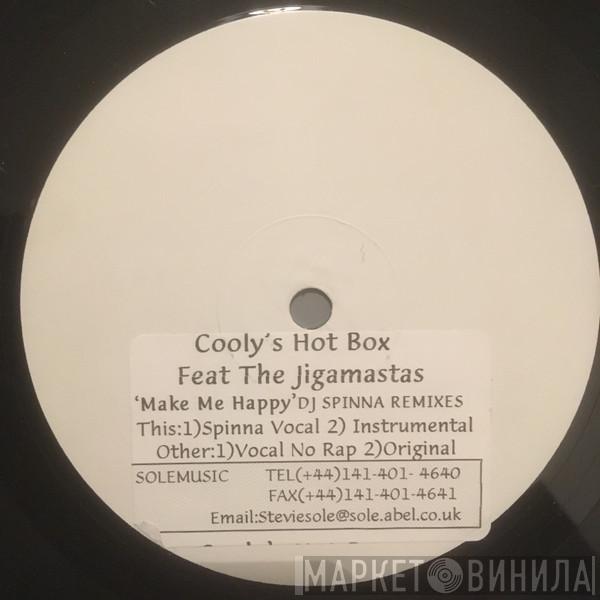 Cooly's Hot Box
Feat The Jigamastas
'Make Me Happy'DJ SPINNA REMIXES
This:1)Spinna Vocal 2) Instrumental
Other:1)Vocal No Rap 2)Original
SOLEMUSIC TEL(+44)141-401- 4640
FAX(+44)141-401-4641
Email:Steviesole@sole.abel.co.uk
МАРКЕТ ВИНИЛА